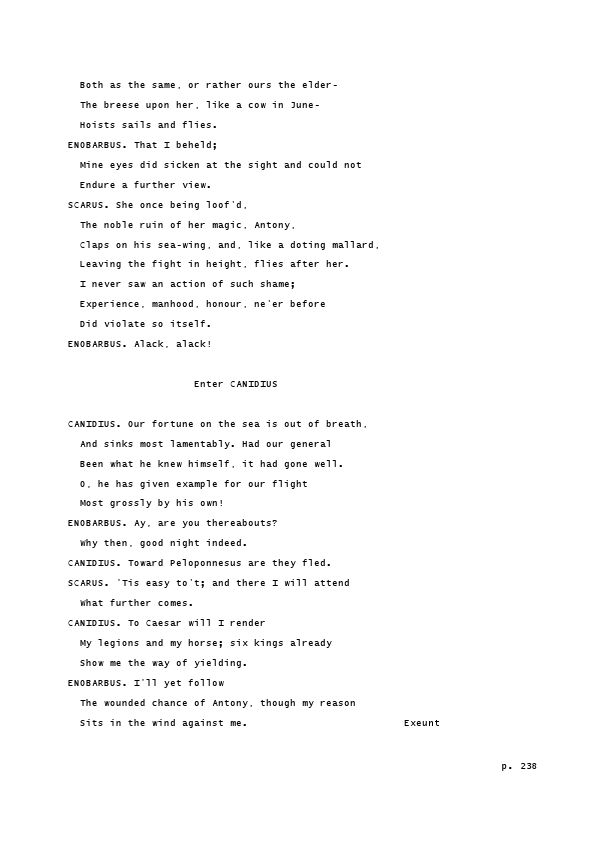 Both as the same, or rather ours the elder-
The breese upon her, like a cow in June-
Hoists sails and flies.
ENOBARBUS. That I beheld;
Mine eyes did sicken at the sight and could not
Endure a further view.
SCARUS. She once being loof'd,
The noble ruin of her magic, Antony,
Claps on his sea-wing, and, like a doting mallard,
Leaving the fight in height, flies after her.
I never saw an action of such shame;
Experience, manhood, honour, ne'er before
Did violate so itself.
ENOBARBUS. Alack, alack!
Enter CANIDIUS
CANIDIUS. Our fortune on the sea is out of breath,
And sinks most lamentably. Had our general
Been what he knew himself, it had gone well.
O, he has given example for our flight
Most grossly by his own!
ENOBARBUS. Ay, are you thereabouts?
Why then, good night indeed.
CANIDIUS. Toward Peloponnesus are they fled.
SCARUS. 'Tis easy to't; and there I will attend
What further comes.
CANIDIUS. To Caesar will I render
My legions and my horse; six kings already
Show me the way of yielding.
ENOBARBUS. I'll yet follow
The wounded chance of Antony, though my reason
Sits in the wind against me. Exeunt
p. 238